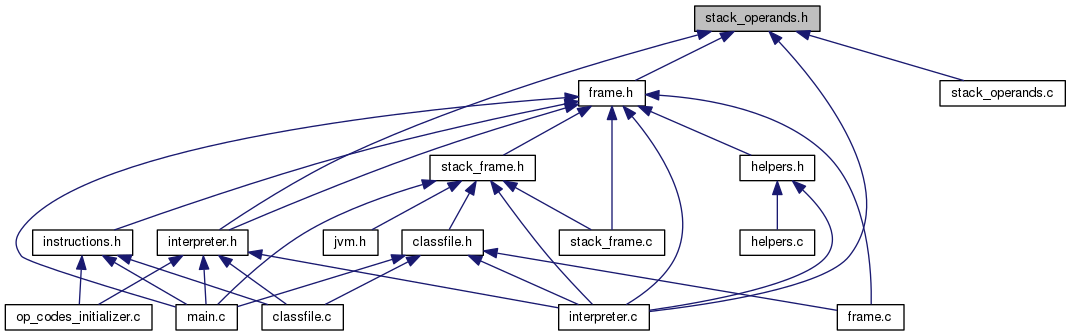 stack_operands.h
frame.h
stack_operands.c
stack_frame.h
helpers.h
instructions.h
interpreter.h
jvm.h
classfile.h
stack_frame.c
helpers.c
op_codes_initializer.c
main.c
classfile.c
interpreter.c
frame.c